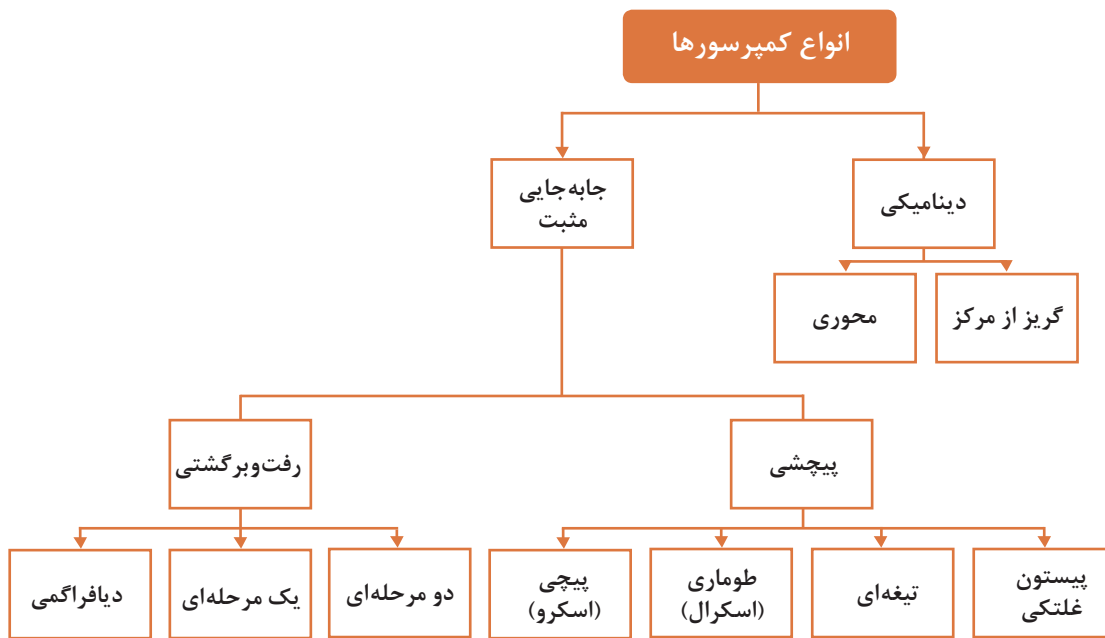 انواع کمپرسورها
دینامیکی
جابه‌جایی
مثبت
گریز از مرکز
محوری
پیچشی
رفت‌وبرگشتی
پیستون
غلتکی
تیغه‌ای
طوماری
(اسکرال)
پیچی
(اسکرو)
دو مرحله‌ای
یک مرحله‌ای
دیافراگمی